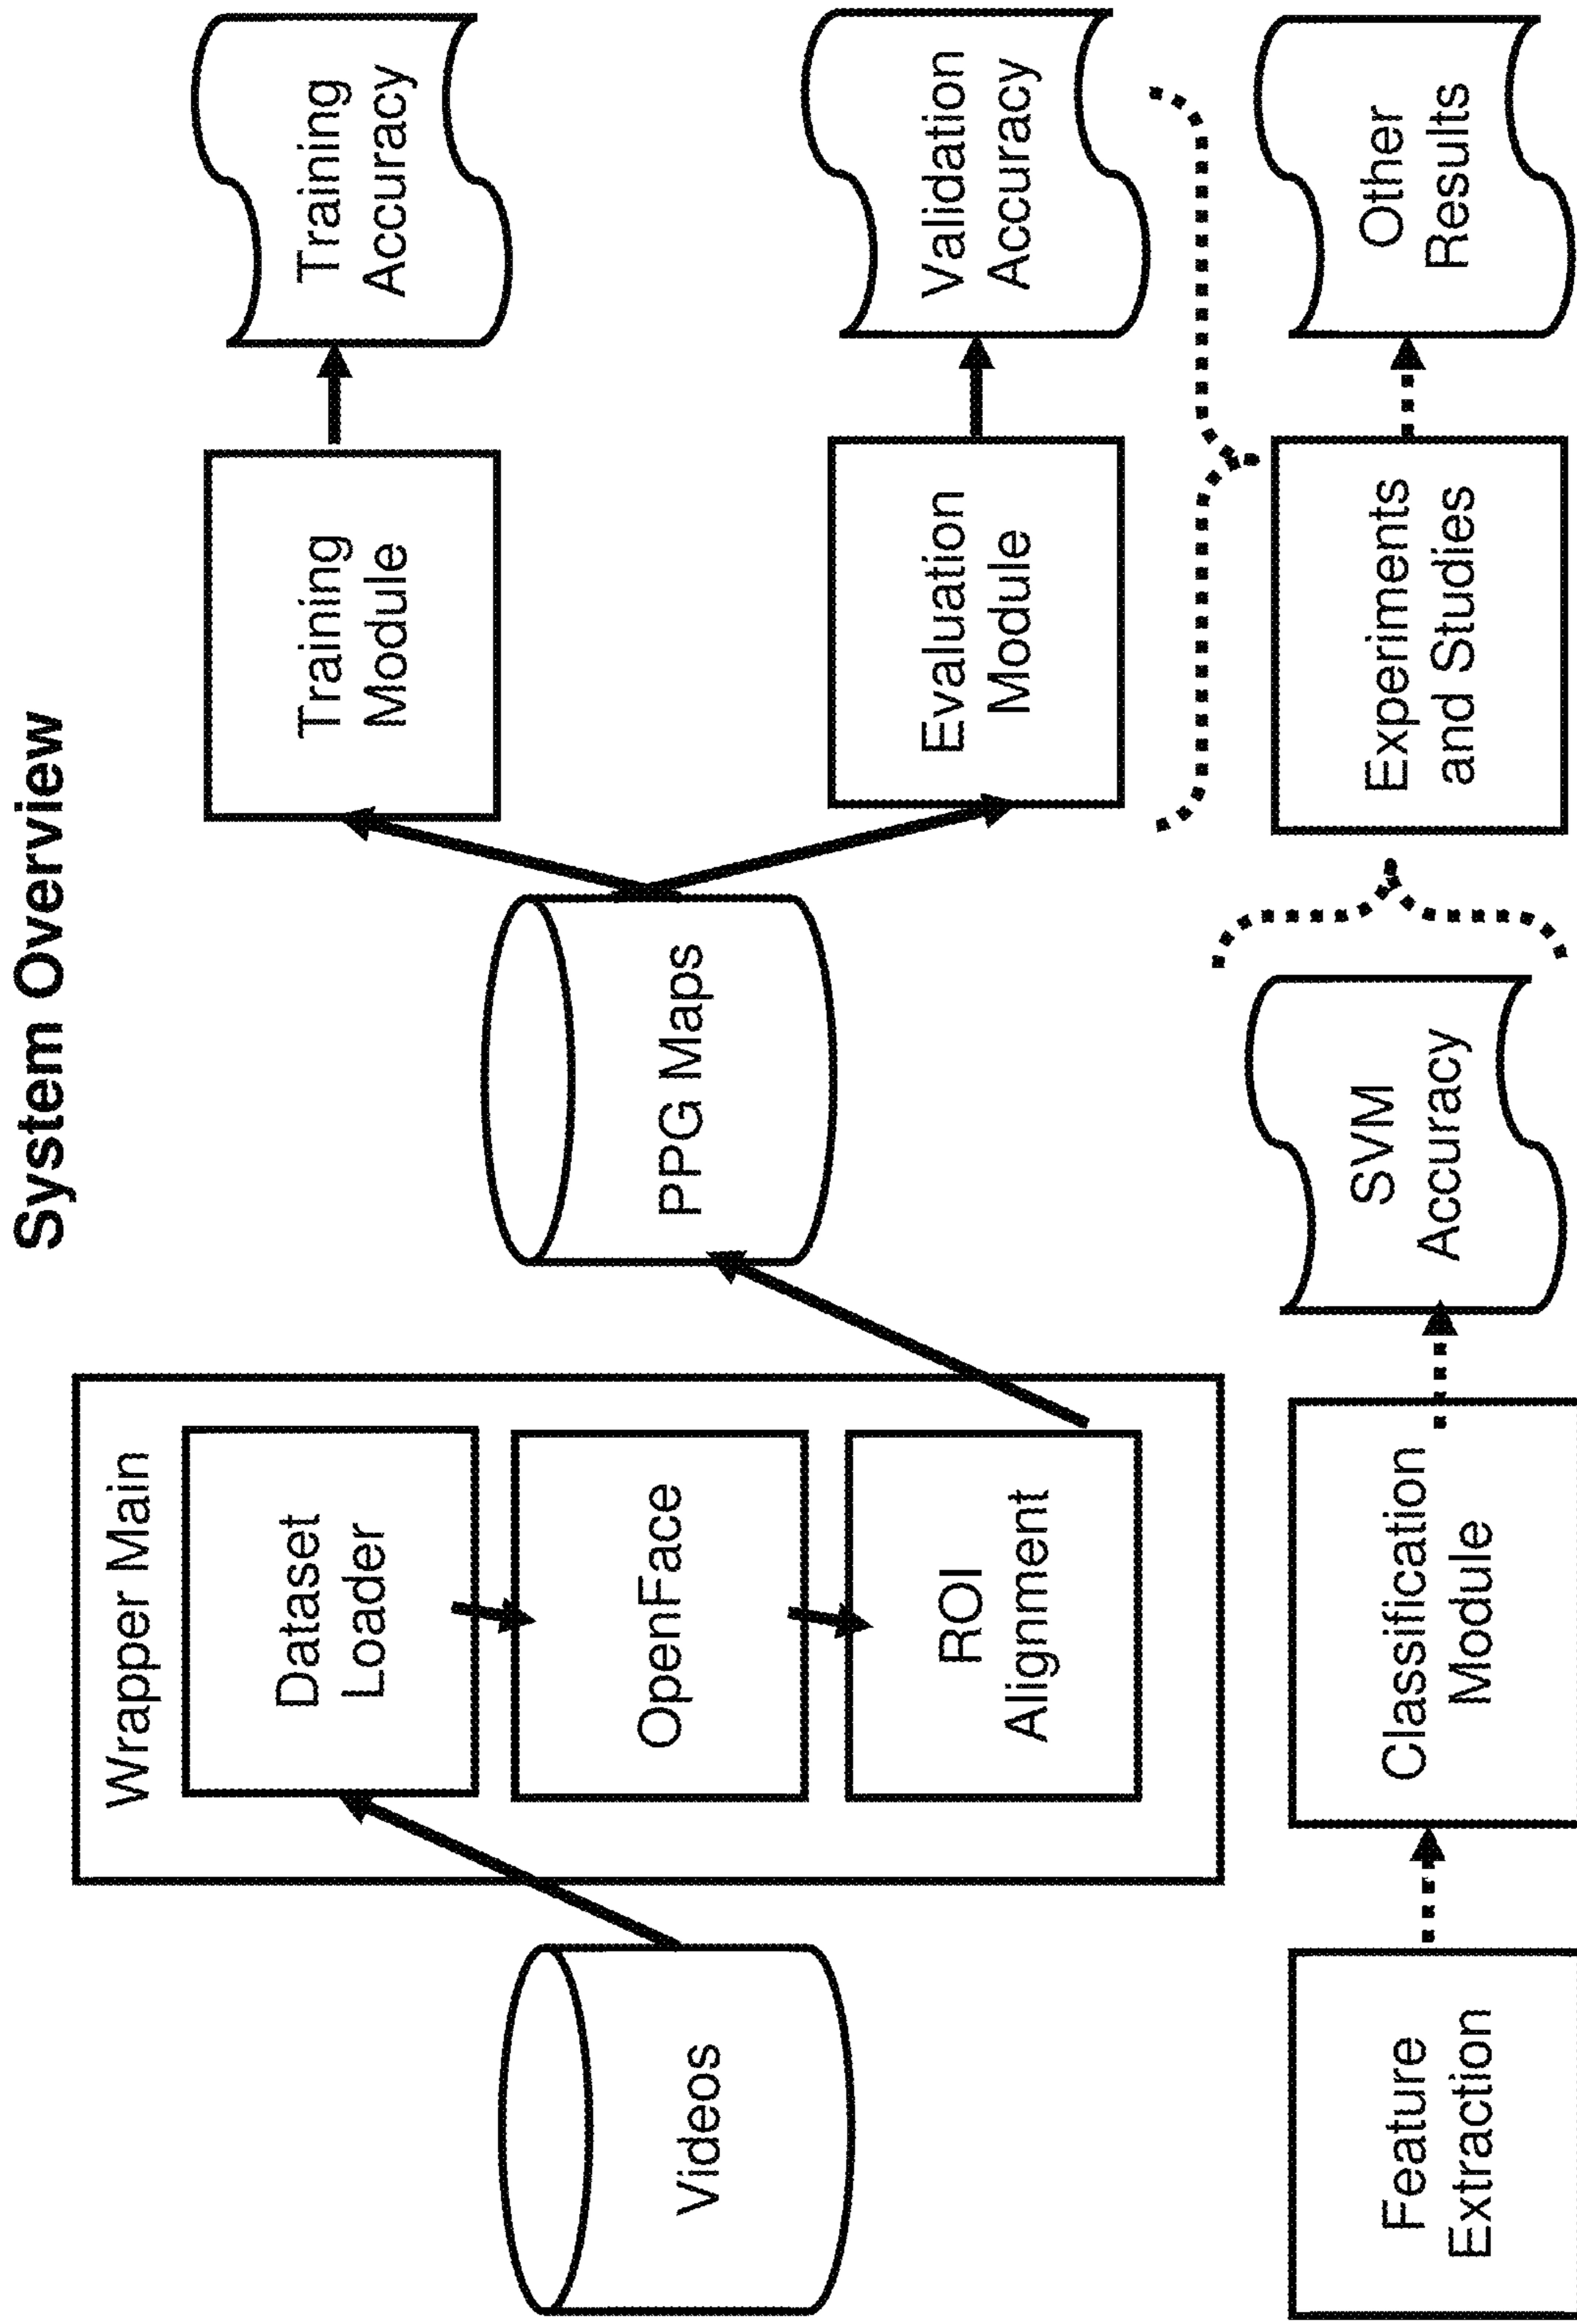 System Overview
Wrapper Main
Dataset
Loader
OpenFace
ROI
Alignment
Videos
PPG Maps
Training
Module
Training
Accuracy
Evaluation
Module
Validation
Accuracy
Feature
Extraction
Classification
Module
SVM
Accuracy
Experiments
and Studies
Other
Results